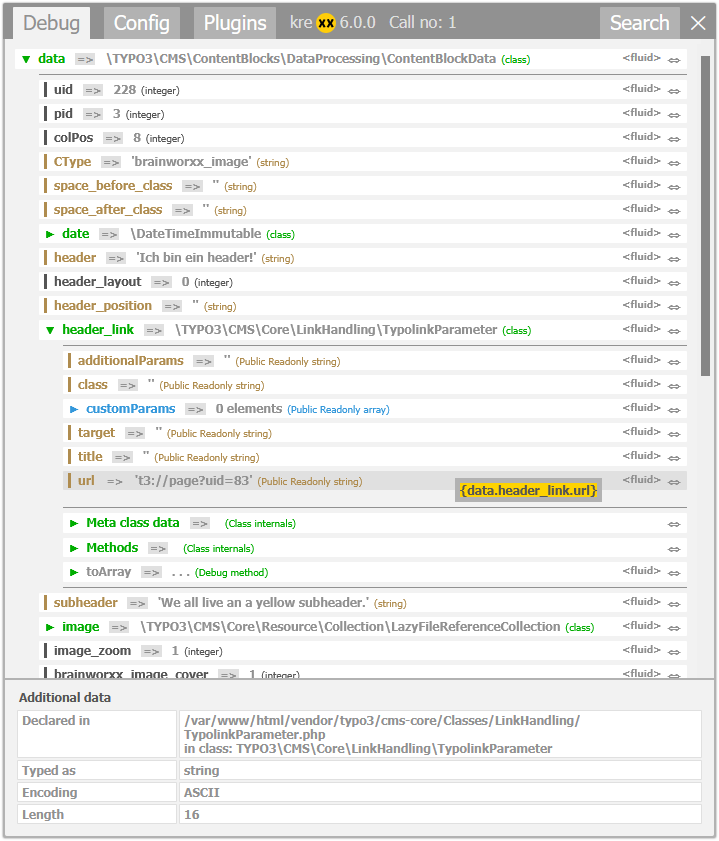 Debug Config Plugins kre xx 6.0.0 Call no: 1 Search ✕
▼ data => \TYPO3\CMS\ContentBlocks\DataProcessing\ContentBlockData (class) <fluid> ⇔
uid => 228 (integer) <fluid> ⇔
pid => 3 (integer) <fluid> ⇔
colPos => 8 (integer) <fluid> ⇔
CType => 'brainworxx_image' (string) <fluid> ⇔
space_before_class => '' (string) <fluid> ⇔
space_after_class => '' (string) <fluid> ⇔
▶ date => \DateTimeImmutable (class) <fluid> ⇔
header => 'Ich bin ein header!' (string) <fluid> ⇔
header_layout => 0 (integer) <fluid> ⇔
header_position => '' (string) <fluid> ⇔
▼ header_link => \TYPO3\CMS\Core\LinkHandling\TypolinkParameter (class) <fluid> ⇔
additionalParams => '' (Public Readonly string) <fluid> ⇔
class => '' (Public Readonly string) <fluid> ⇔
▶ customParams => 0 elements (Public Readonly array) <fluid> ⇔
target => '' (Public Readonly string) <fluid> ⇔
title => '' (Public Readonly string) <fluid> ⇔
url => 't3://page?uid=83' (Public Readonly string) <fluid> ⇔
{data.header_link.url}
▶ Meta class data => (Class internals) ⇔
▶ Methods => (Class internals) ⇔
▶ toArray => ... (Debug method) <fluid> ⇔
subheader => 'We all live an a yellow subheader.' (string) <fluid> ⇔
▶ image => \TYPO3\CMS\Core\Resource\Collection\LazyFileReferenceCollection (class) <fluid> ⇔
image_zoom => 1 (integer) <fluid> ⇔
brainworxx_image_cover => 1 (integer) <fluid> ⇔
Additional data
Declared in /var/www/html/vendor/typo3/cms-core/Classes/LinkHandling/
TypolinkParameter.php
in class: TYPO3\CMS\Core\LinkHandling\TypolinkParameter
Typed as string
Encoding ASCII
Length 16